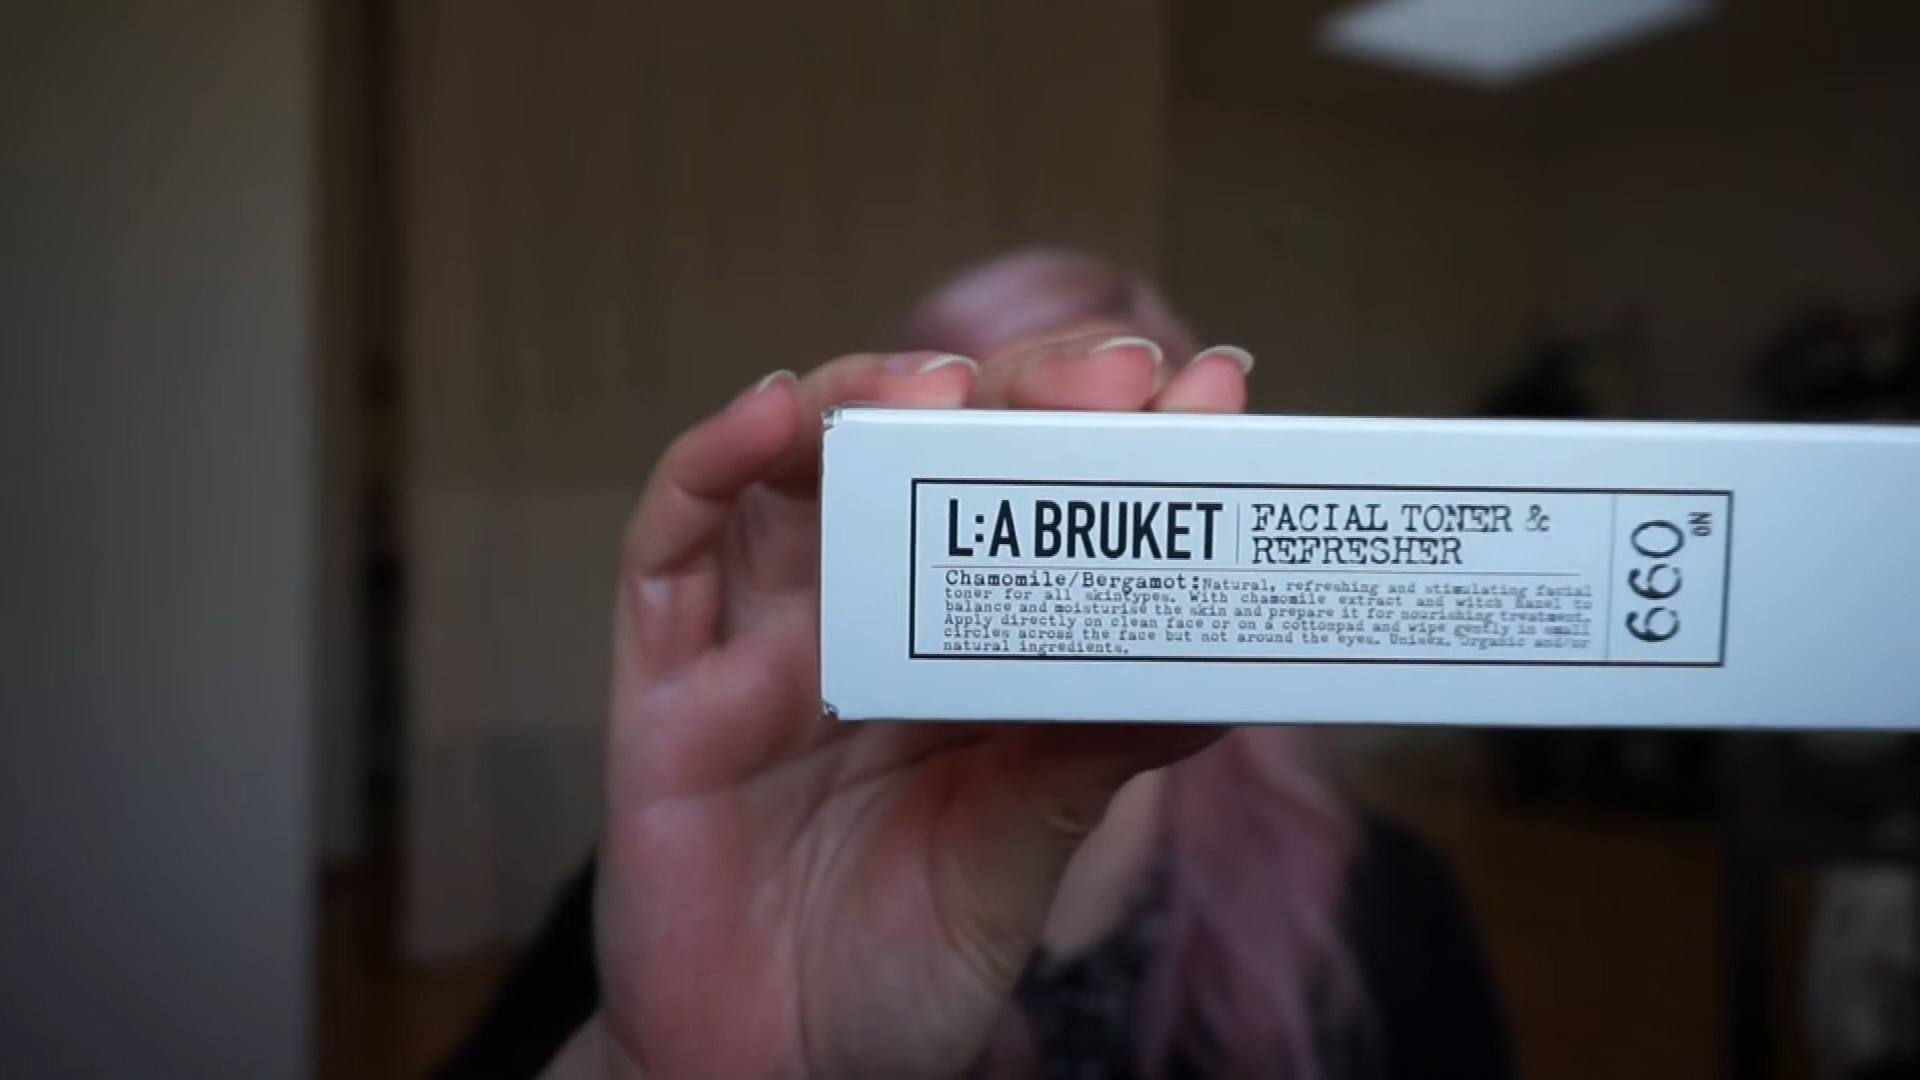 L:A BRUKET
FACIAL TONER &
REFRESHER
Chamomile/Bergamot:Natural, refreshing and stimulating facial
toner for all skintypes. With chamomile extract and witch hazel to
balance and moisturise the skin and prepare it for nourishing treatment.
Apply directly on clean face or on a cottonpad and wipe gently in small
circles across the face but not around the eyes. Unisex. Organic and/or
natural ingredients.
NO
099